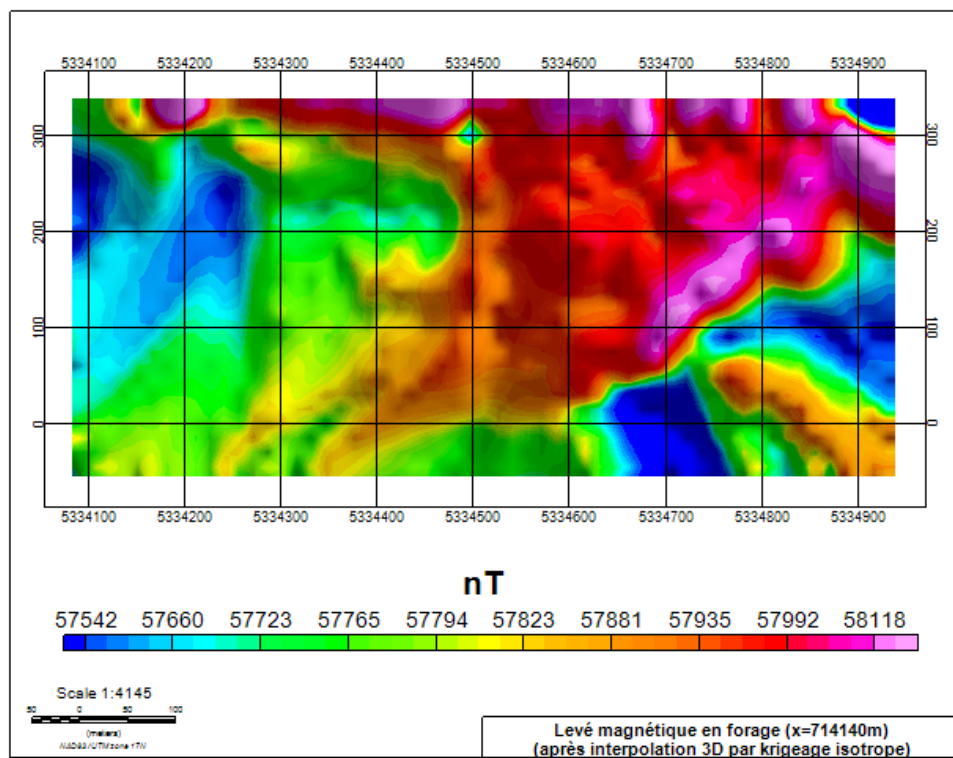 5334100 5334200 5334300 5334400 5334500 5334600 5334700 5334800 5334900
300 300
200 200
100 100
0 0
5334100 5334200 5334300 5334400 5334500 5334600 5334700 5334800 5334900
nT
57542 57660 57723 57765 57794 57823 57881 57935 57992 58118
Scale 1:4145
50 0 50 100
(meters)
NAD83 / UTM zone 17N
Levé magnétique en forage (x=714140m)
(après interpolation 3D par krigeage isotrope)